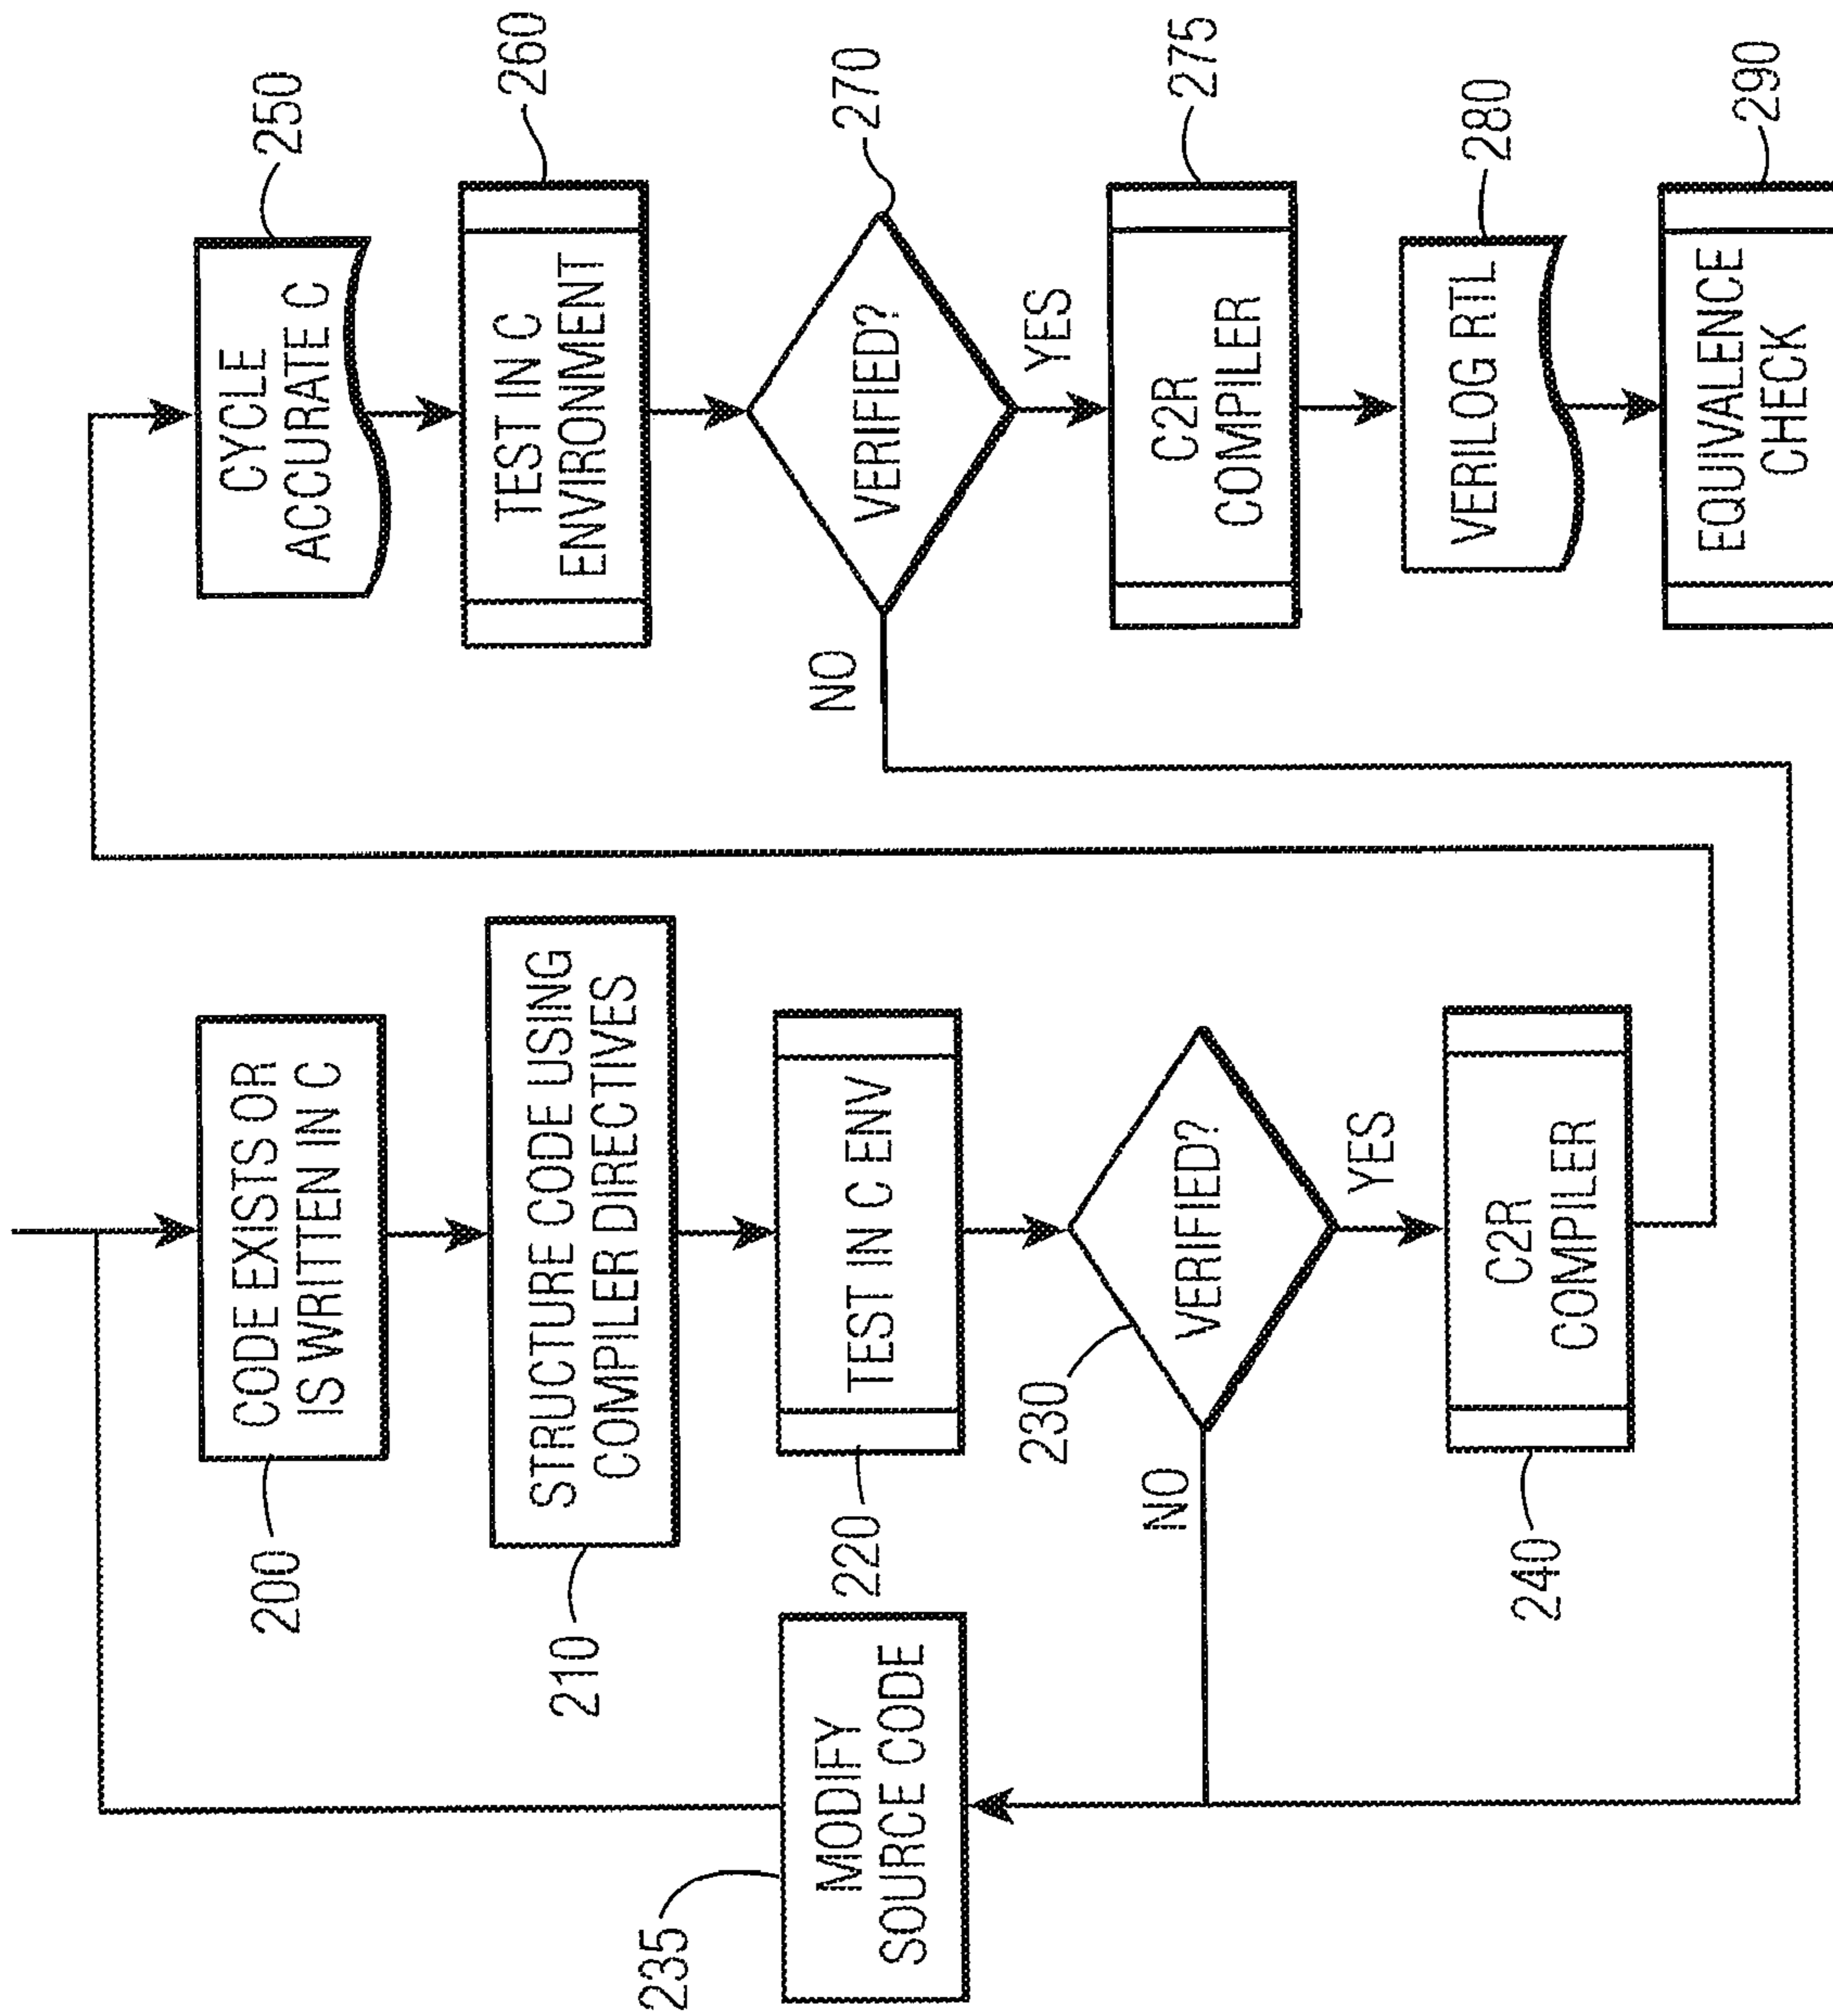 CODE EXISTS OR
IS WRITTEN IN C
200
STRUCTURE CODE USING
COMPILER DIRECTIVES
210
TEST IN C ENV
220
MODIFY
SOURCE CODE
235
VERIFIED?
230
NO
YES
C2R
COMPILER
240
CYCLE
ACCURATE C
250
TEST IN C
ENVIRONMENT
260
VERIFIED?
270
NO
YES
C2R
COMPILER
275
VERILOG RTL
280
EQUIVALENCE
CHECK
290